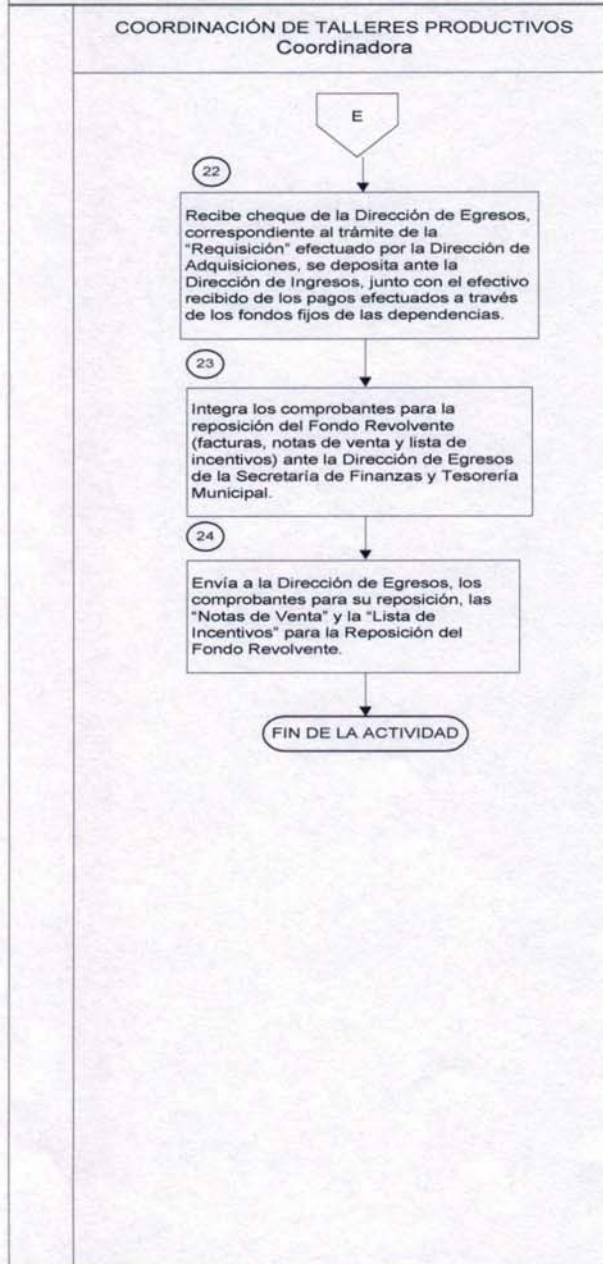 COORDINACIÓN DE TALLERES PRODUCTIVOS
Coordinadora
E
22
Recibe cheque de la Dirección de Egresos,
correspondiente al trámite de la
“Requisición” efectuado por la Dirección de
Adquisiciones, se deposita ante la
Dirección de Ingresos, junto con el efectivo
recibido de los pagos efectuados a través
de los fondos fijos de las dependencias.
23
Integra los comprobantes para la
reposición del Fondo Revolvente
(facturas, notas de venta y lista de
incentivos) ante la Dirección de Egresos
de la Secretaría de Finanzas y Tesorería
Municipal.
24
Envía a la Dirección de Egresos, los
comprobantes para su reposición, las
“Notas de Venta” y la “Lista de
Incentivos” para la Reposición del
Fondo Revolvente.
FIN DE LA ACTIVIDAD